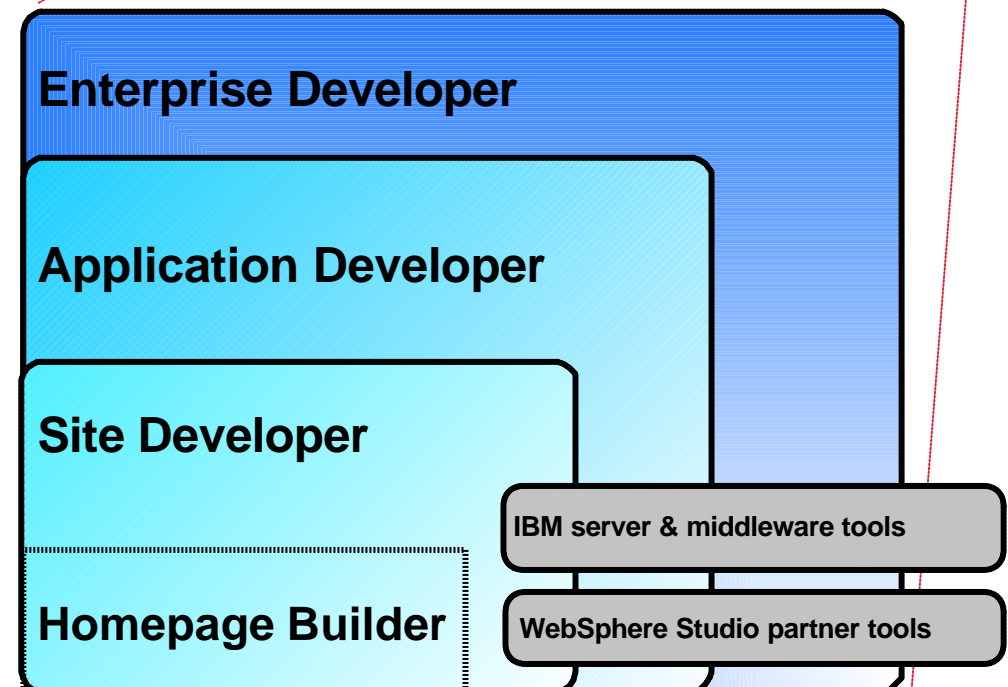 Enterprise Developer
Application Developer
Site Developer
IBM server & middleware tools
Homepage Builder
WebSphere Studio partner tools